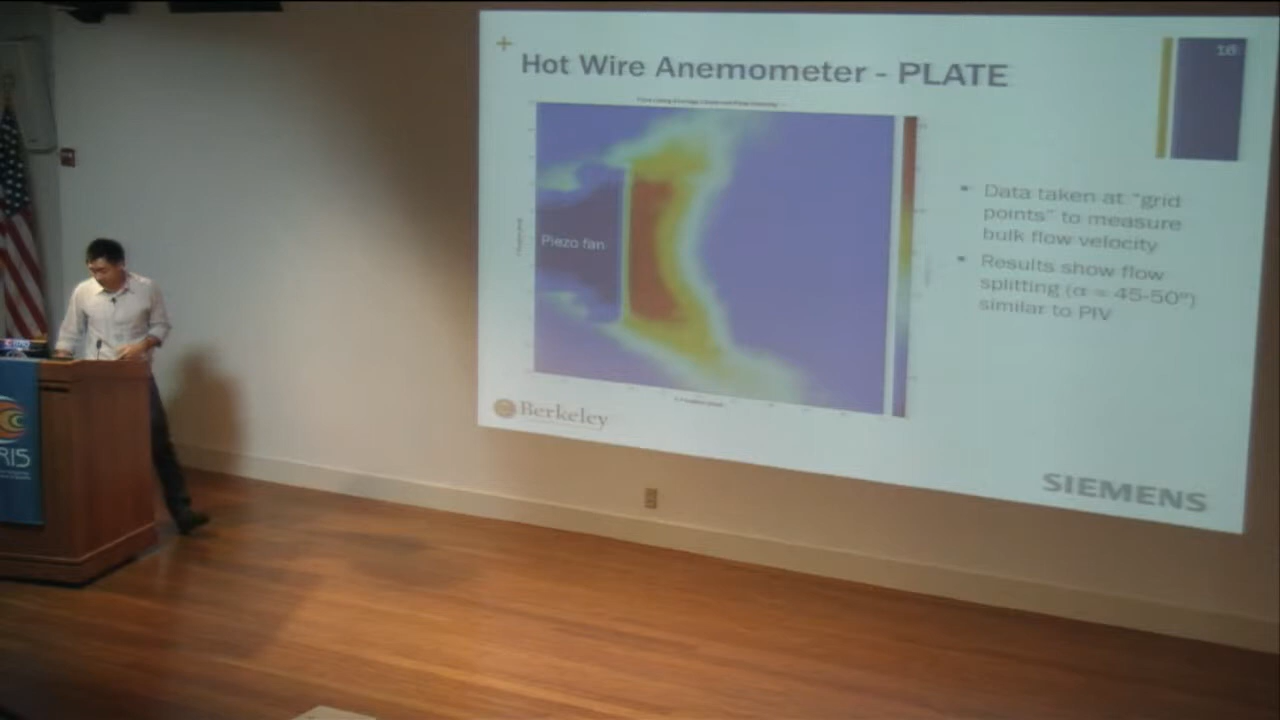 +
Hot Wire Anemometer - PLATE
16
Piezo fan
▪ Data taken at "grid
points" to measure
bulk flow velocity
▪ Results show flow
splitting (α = 45-50°)
similar to PIV
Berkeley
SIEMENS
RIS